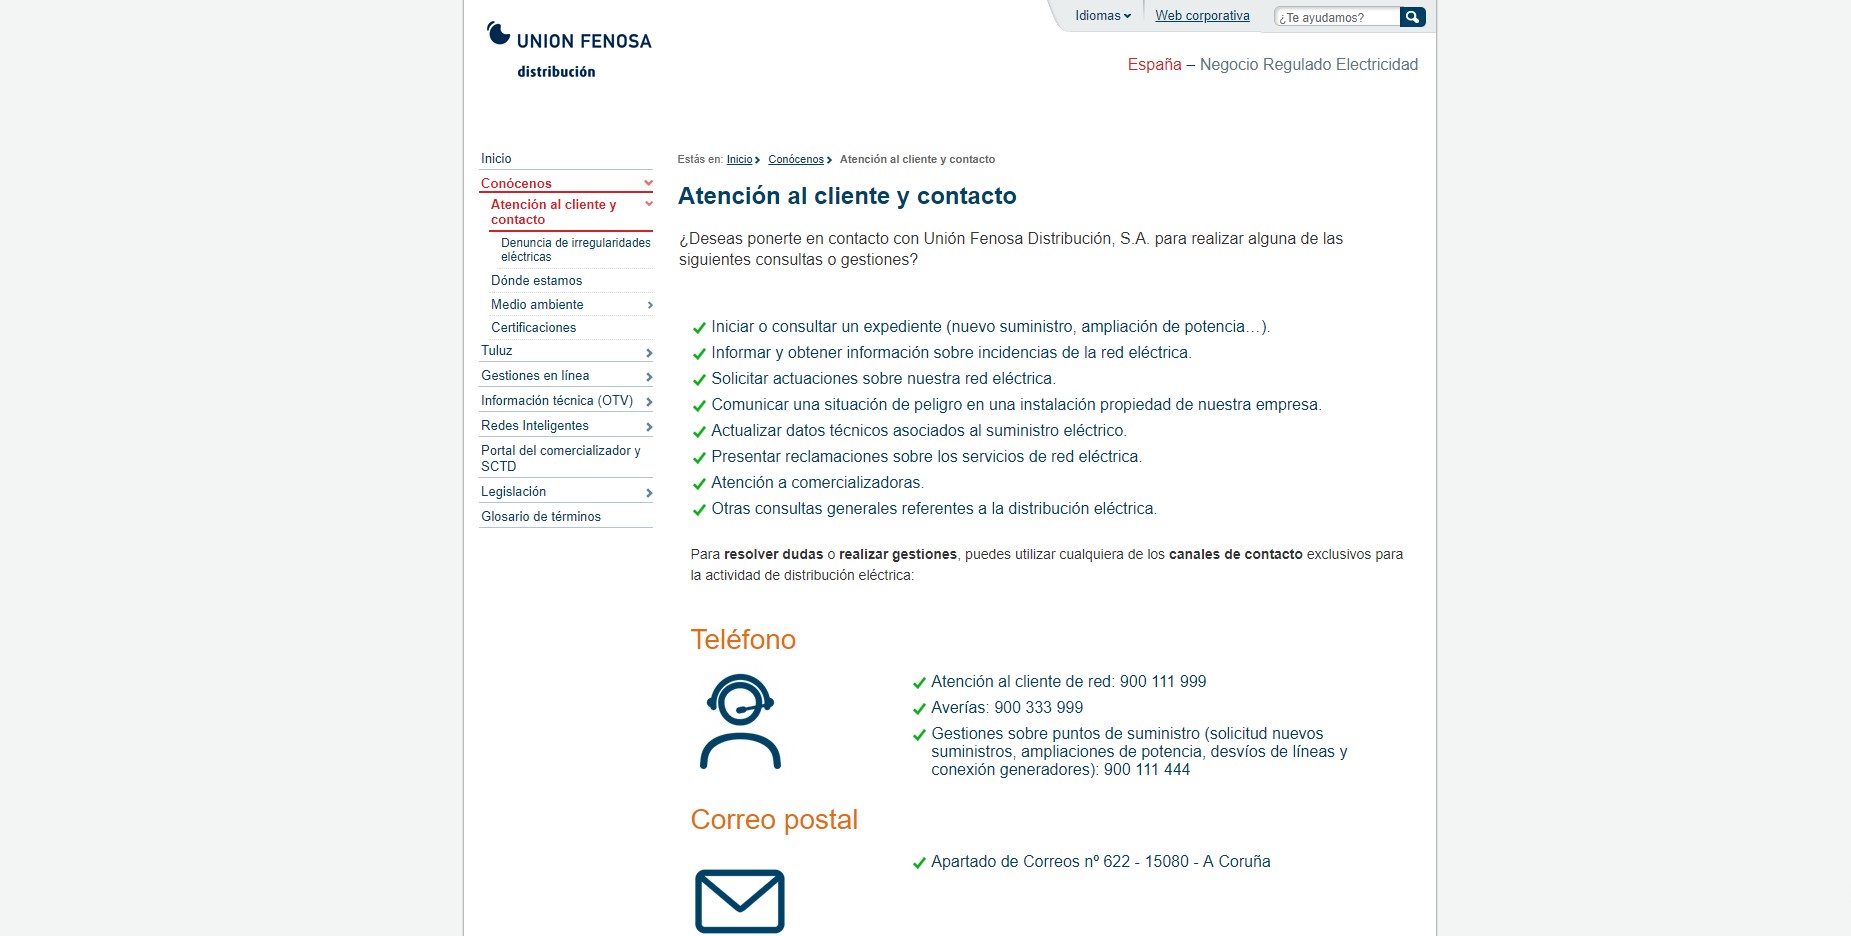 Idiomas
Web corporativa
¿Te ayudamos?
UNION FENOSA
distribución
España – Negocio Regulado Electricidad
Inicio
Conócenos
Atención al cliente y
contacto
Denuncia de irregularidades
eléctricas
Dónde estamos
Medio ambiente
Certificaciones
Tuluz
Gestiones en línea
Información técnica (OTV)
Redes Inteligentes
Portal del comercializador y
SCTD
Legislación
Glosario de términos
Estás en: Inicio Conócenos Atención al cliente y contacto
Atención al cliente y contacto
¿Deseas ponerte en contacto con Unión Fenosa Distribución, S.A. para realizar alguna de las
siguientes consultas o gestiones?
Iniciar o consultar un expediente (nuevo suministro, ampliación de potencia…).
Informar y obtener información sobre incidencias de la red eléctrica.
Solicitar actuaciones sobre nuestra red eléctrica.
Comunicar una situación de peligro en una instalación propiedad de nuestra empresa.
Actualizar datos técnicos asociados al suministro eléctrico.
Presentar reclamaciones sobre los servicios de red eléctrica.
Atención a comercializadoras.
Otras consultas generales referentes a la distribución eléctrica.
Para resolver dudas o realizar gestiones, puedes utilizar cualquiera de los canales de contacto exclusivos para
la actividad de distribución eléctrica:
Teléfono
Atención al cliente de red: 900 111 999
Averías: 900 333 999
Gestiones sobre puntos de suministro (solicitud nuevos
suministros, ampliaciones de potencia, desvíos de líneas y
conexión generadores): 900 111 444
Correo postal
Apartado de Correos nº 622 - 15080 - A Coruña